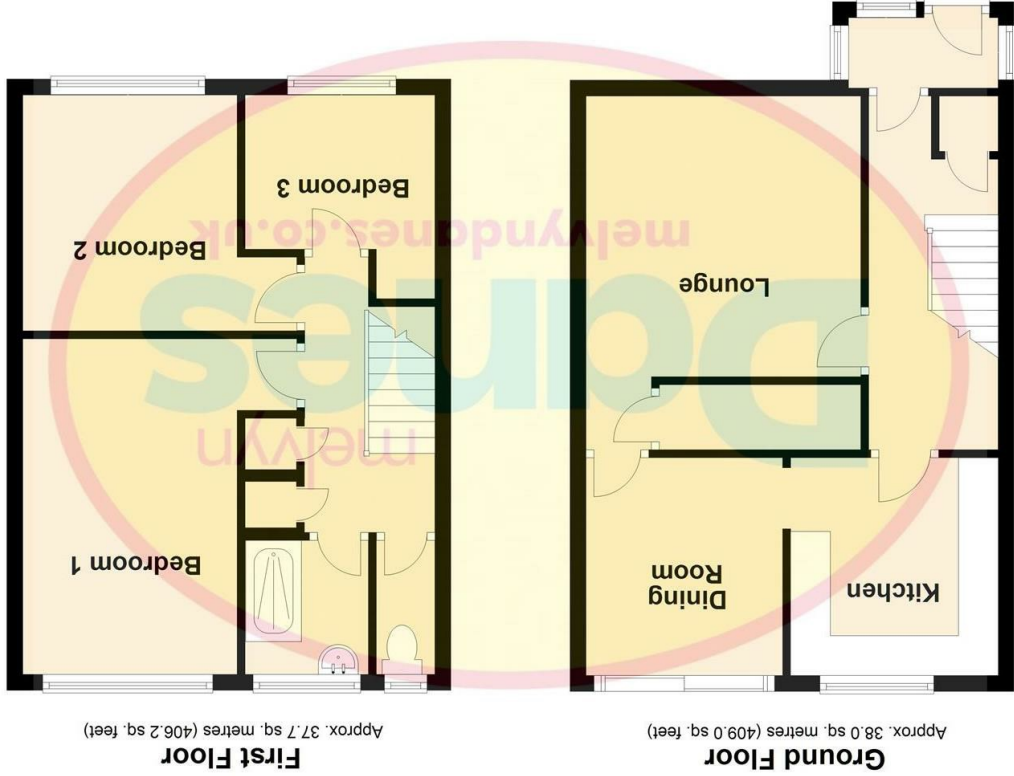 Ground Floor
Approx. 38.0 sq. metres (409.0 sq. feet)
Kitchen
Dining
Room
Lounge
First Floor
Approx. 37.7 sq. metres (406.2 sq. feet)
Bedroom 1
Bedroom 2
Bedroom 3
melvyn
Danes
melvyndanes.co.uk